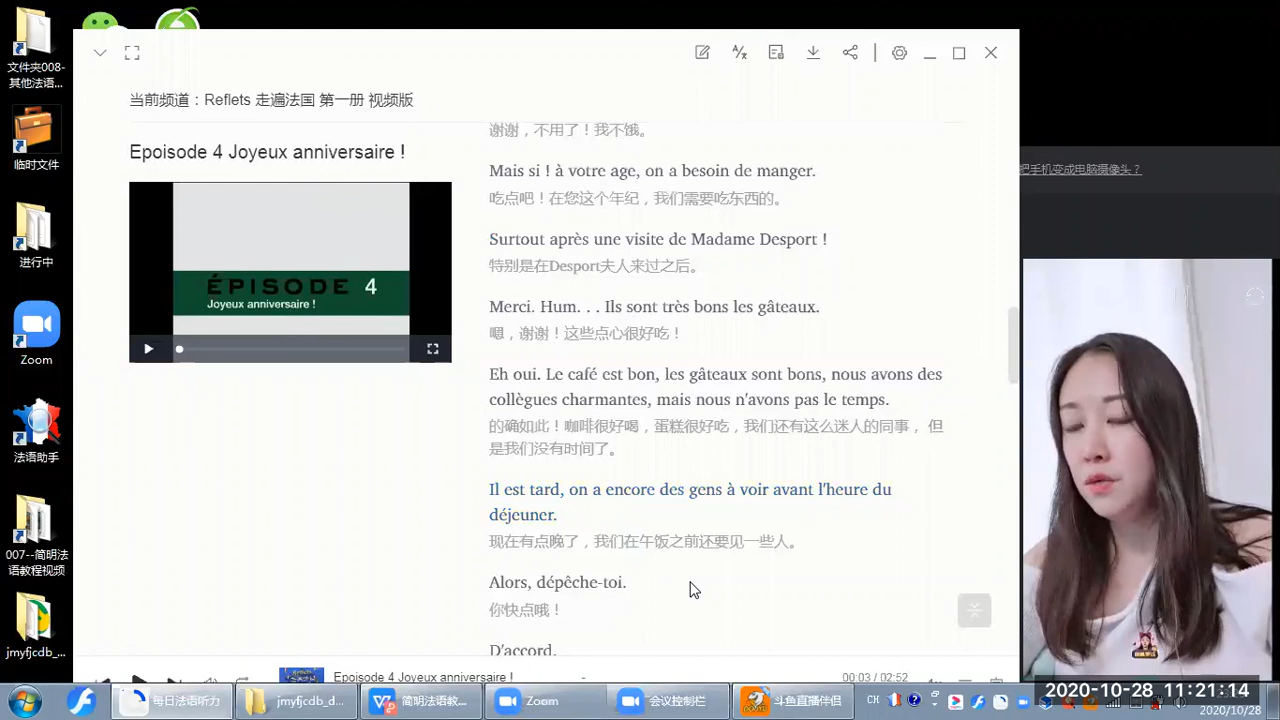 当前频道：Reflets 走遍法国 第一册 视频版
Epoisode 4 Joyeux anniversaire !
ÉPISODE 4
Joyeux anniversaire !
谢谢，不用了！我不饿。
Mais si ! à votre age, on a besoin de manger.
吃点吧！在您这个年纪，我们需要吃东西的。
Surtout après une visite de Madame Desport !
特别是在Desport夫人来过之后。
Merci. Hum. . . Ils sont très bons les gâteaux.
嗯，谢谢！这些点心很好吃！
Eh oui. Le café est bon, les gâteaux sont bons, nous avons des
collègues charmantes, mais nous n'avons pas le temps.
的确如此！咖啡很好喝，蛋糕很好吃，我们还有这么迷人的同事， 但
是我们没有时间了。
Il est tard, on a encore des gens à voir avant l'heure du
déjeuner.
现在有点晚了，我们在午饭之前还要见一些人。
Alors, dépêche-toi.
你快点哦！
D'accord.
Epoisode 4 Joyeux anniversaire !
-
00:03 / 02:52
文件夹008-
其他法语...
临时文件
进行中
Zoom
法语助手
007--简明法
语教程视频
jmyfjcdb_...
把手机变成电脑摄像头？
每日法语听力
jmyfjcdb_...
简明法语教...
Zoom
会议控制栏
斗鱼直播伴侣
CH
2020-10-28 11:21:14
2020/10/28